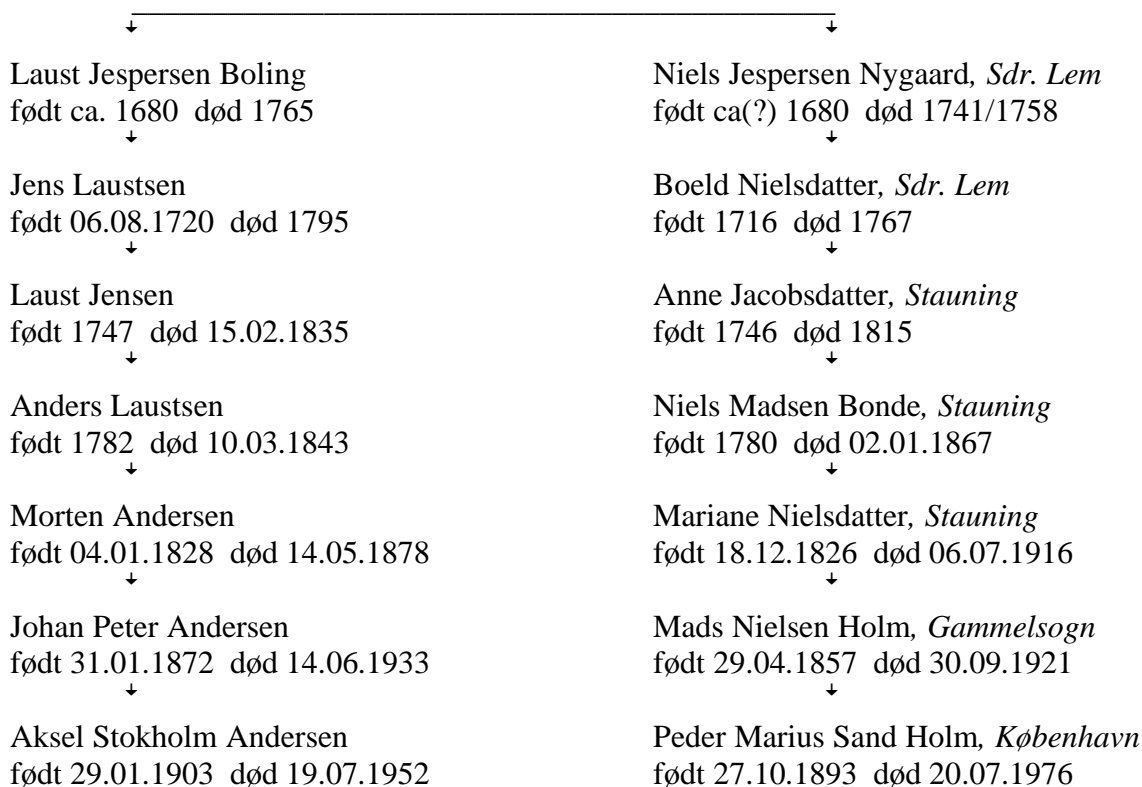 Laust Jespersen Boling
født ca. 1680 død 1765
Jens Laustsen
født 06.08.1720 død 1795
Laust Jensen
født 1747 død 15.02.1835
Anders Laustsen
født 1782 død 10.03.1843
Morten Andersen
født 04.01.1828 død 14.05.1878
Johan Peter Andersen
født 31.01.1872 død 14.06.1933
Aksel Stokholm Andersen
født 29.01.1903 død 19.07.1952
Niels Jespersen Nygaard, Sdr. Lem
født ca(?) 1680 død 1741/1758
Boeld Nielsdatter, Sdr. Lem
født 1716 død 1767
Anne Jacobsdatter, Stauning
født 1746 død 1815
Niels Madsen Bonde, Stauning
født 1780 død 02.01.1867
Mariane Nielsdatter, Stauning
født 18.12.1826 død 06.07.1916
Mads Nielsen Holm, Gammelsogn
født 29.04.1857 død 30.09.1921
Peder Marius Sand Holm, København
født 27.10.1893 død 20.07.1976